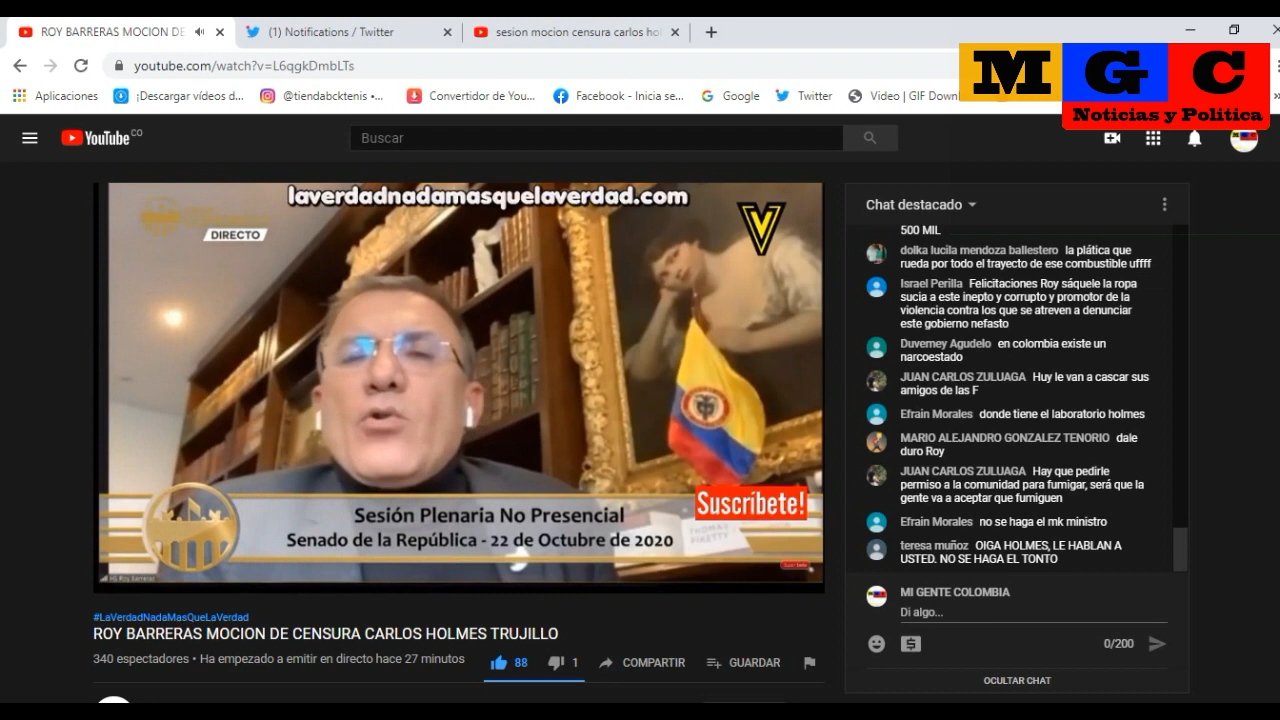 ROY BARRERAS MOCION DE
(1) Notifications / Twitter
sesion mocion censura carlos hol
youtube.com/watch?v=L6qgkDmbLTs
M G C
Noticias y Politica
Aplicaciones
¡Descargar vídeos d...
@tiendabcktenis •...
Convertidor de You...
Facebook - Inicia se...
Google
Twitter
Video | GIF Downl
YouTube CO
Buscar
laverdadnadamasquelaverdad.com
V
DIRECTO
Suscríbete!
Sesión Plenaria No Presencial
Senado de la República - 22 de Octubre de 2020
THOMAS
PIKETTY
HS Roy Barreras
#LaVerdadNadaMasQueLaVerdad
ROY BARRERAS MOCION DE CENSURA CARLOS HOLMES TRUJILLO
340 espectadores • Ha empezado a emitir en directo hace 27 minutos
88
1
COMPARTIR
GUARDAR
Chat destacado
500 MIL
dolka lucila mendoza ballestero la plática que
rueda por todo el trayecto de ese combustible uffff
Israel Perilla Felicitaciones Roy sáquele la ropa
sucia a este inepto y corrupto y promotor de la
violencia contra los que se atreven a denunciar
este gobierno nefasto
Duverney Agudelo en colombia existe un
narcoestado
JUAN CARLOS ZULUAGA Huy le van a cascar sus
amigos de las F
Efrain Morales donde tiene el laboratorio holmes
MARIO ALEJANDRO GONZALEZ TENORIO dale
duro Roy
JUAN CARLOS ZULUAGA Hay que pedirle
permiso a la comunidad para fumigar, será que la
gente va a aceptar que fumiguen
Efrain Morales no se haga el mk ministro
teresa muñoz OIGA HOLMES, LE HABLAN A
USTED. NO SE HAGA EL TONTO
MI GENTE COLOMBIA
Di algo...
0/200
OCULTAR CHAT